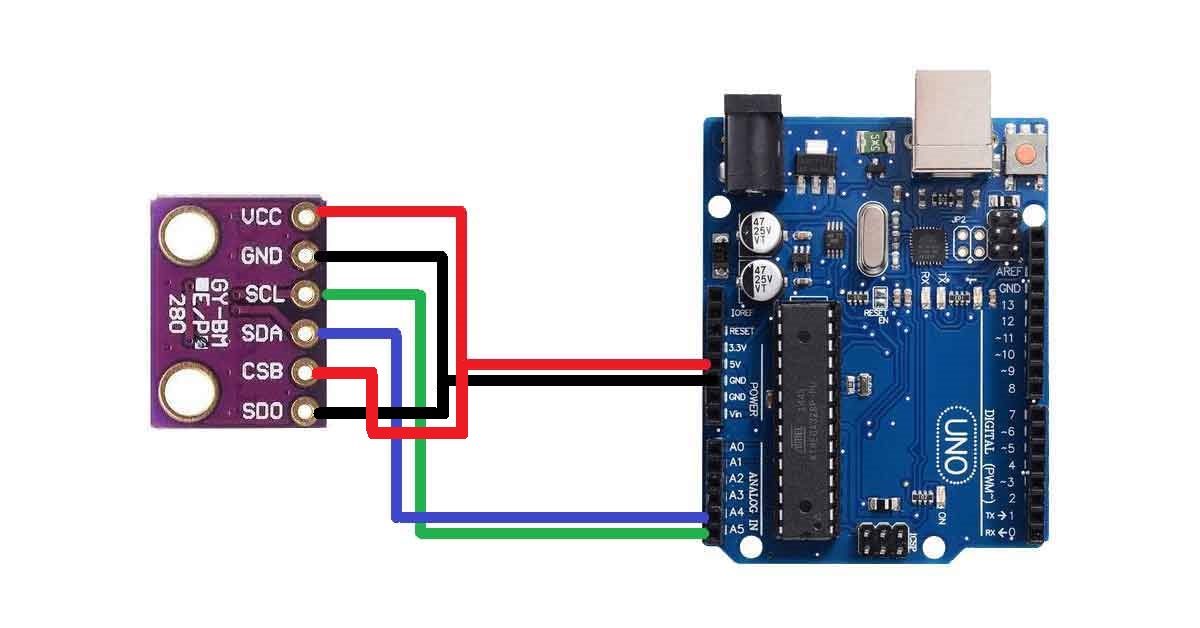 VCC
GND
SCL
SDA
CSB
SDO
GY-BM
E/P
280
47
25V
VT
47
25V
VT
JP2
RX
TX
L
RESET
EN
IOREF
RESET
3.3V
5V
GND
GND
Vin
POWER
A0
A1
A2
A3
A4
A5
ANALOG IN
AREF
GND
13
12
~11
~10
~9
8
7
~6
~5
4
~3
2
TX→1
RX←0
DIGITAL (PWM~)
UNO
ON
ICSP